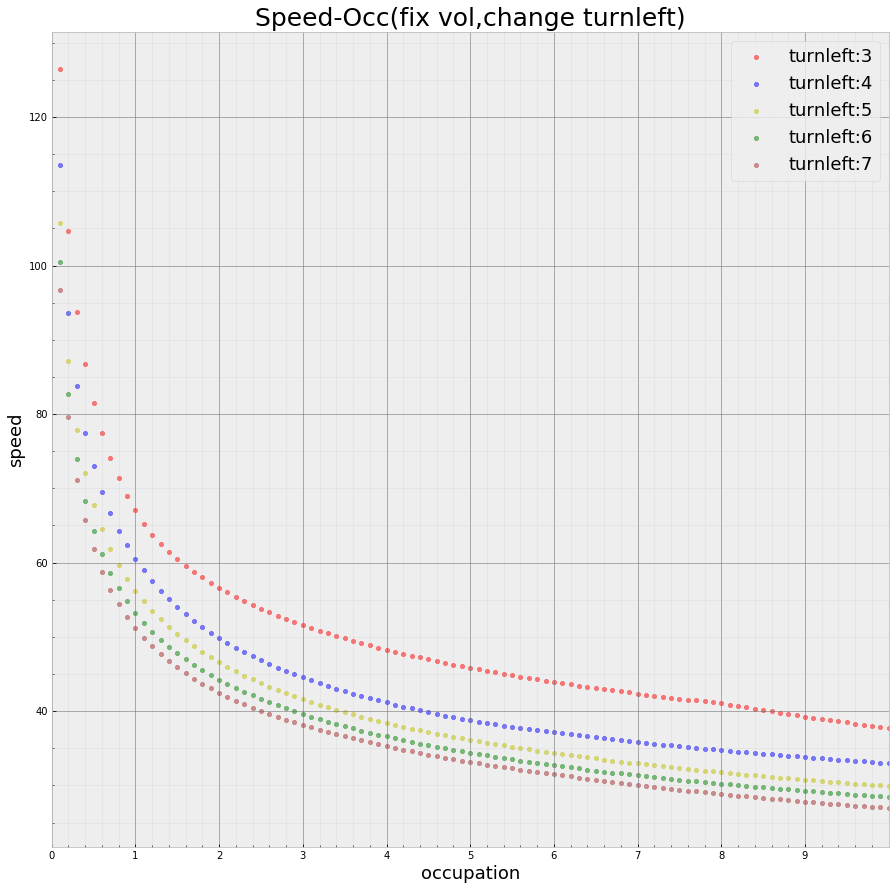 Speed-Occ(fix vol,change turnleft)
turnleft:3
turnleft:4
turnleft:5
turnleft:6
turnleft:7
speed
120
100
80
60
40
0 1 2 3 4 5 6 7 8 9
occupation